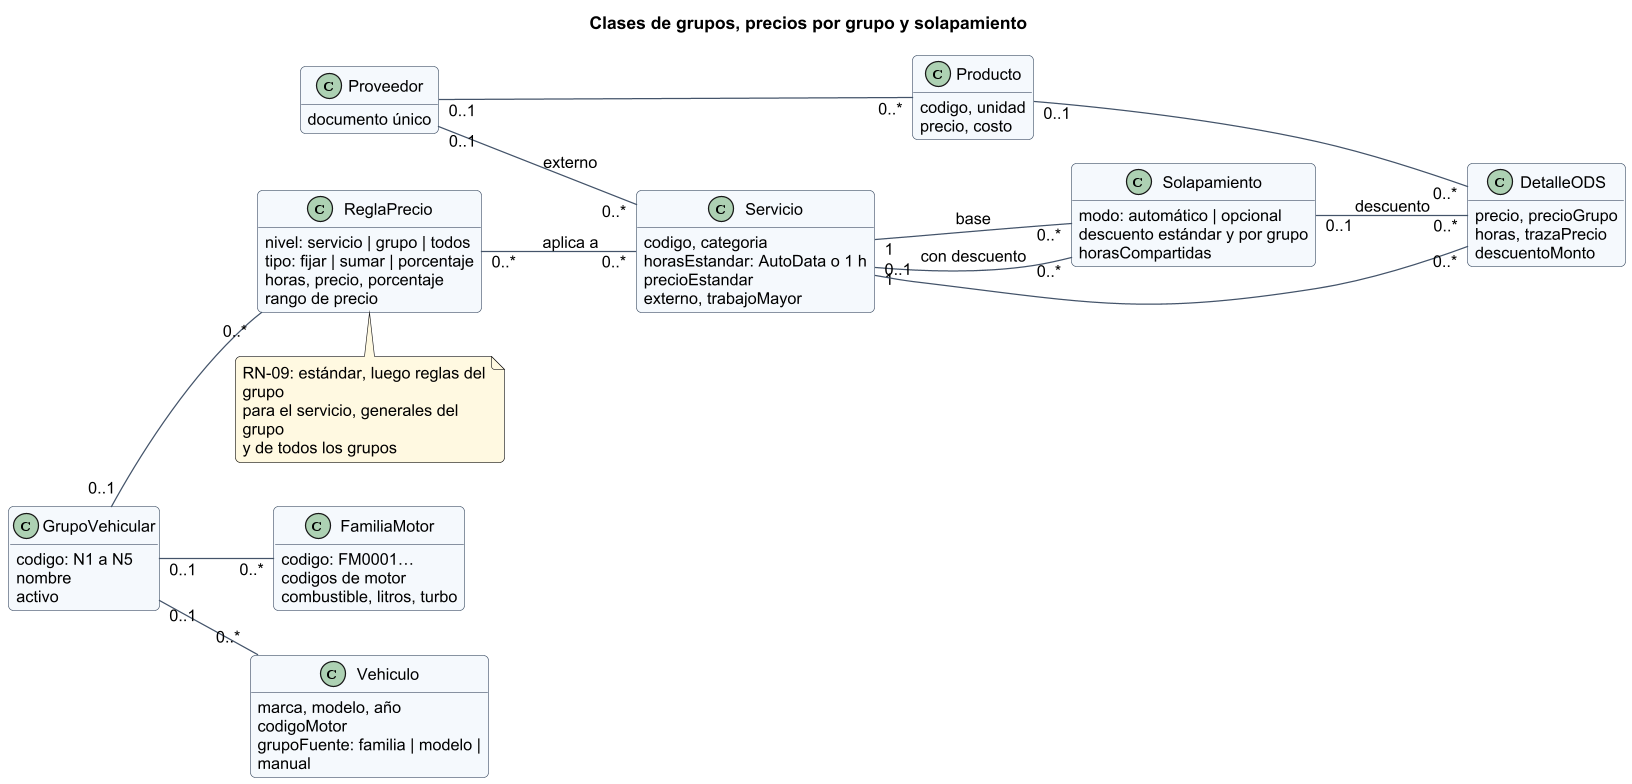 Clases de grupos, precios por grupo y solapamiento
C Proveedor
documento único
0..1
0..*
0..1
externo
0..*
C Producto
codigo, unidad
precio, costo
0..1
0..*
C ReglaPrecio
nivel: servicio | grupo | todos
tipo: fijar | sumar | porcentaje
horas, precio, porcentaje
rango de precio
aplica a
0..*
0..*
C Servicio
codigo, categoria
horasEstandar: AutoData o 1 h
precioEstandar
externo, trabajoMayor
base
1
0..*
con descuento
0..1
0..*
1
0..*
C Solapamiento
modo: automático | opcional
descuento estándar y por grupo
horasCompartidas
descuento
0..1
0..*
C DetalleODS
precio, precioGrupo
horas, trazaPrecio
descuentoMonto
0..*
RN-09: estándar, luego reglas del
grupo
para el servicio, generales del
grupo
y de todos los grupos
0..1
C GrupoVehicular
codigo: N1 a N5
nombre
activo
0..1
0..*
C FamiliaMotor
codigo: FM0001…
codigos de motor
combustible, litros, turbo
0..1
0..*
C Vehiculo
marca, modelo, año
codigoMotor
grupoFuente: familia | modelo |
manual